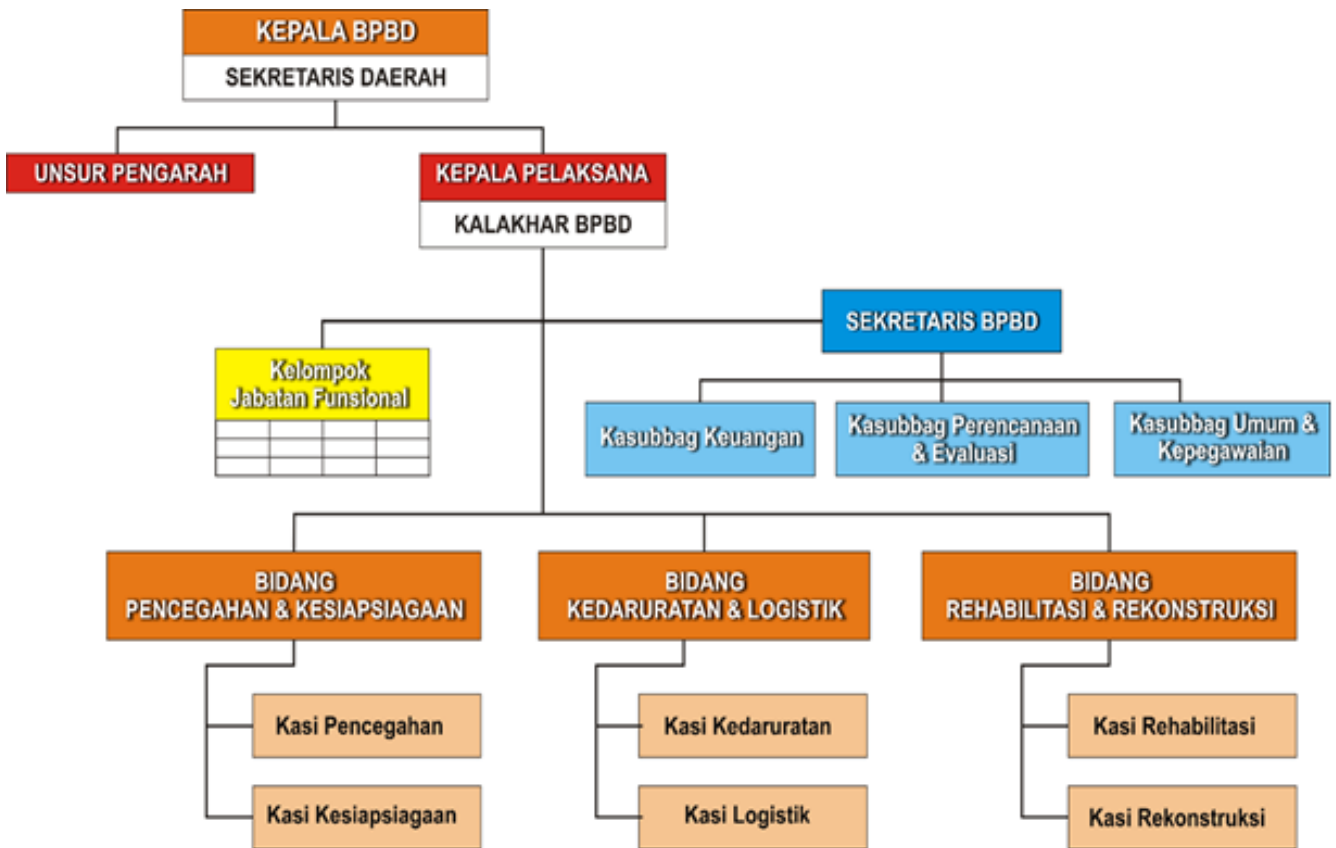 KEPALA BPBD
SEKRETARIS DAERAH
UNSUR PENGARAH
KEPALA PELAKSANA
KALAKHAR BPBD
SEKRETARIS BPBD
Kelompok
Jabatan Funsional
Kasubbag Keuangan
Kasubbag Perencanaan
& Evaluasi
Kasubbag Umum &
Kepegawaian
BIDANG
PENCEGAHAN & KESIAPSIAGAAN
BIDANG
KEDARURATAN & LOGISTIK
BIDANG
REHABILITASI & REKONSTRUKSI
Kasi Pencegahan
Kasi Kedaruratan
Kasi Rehabilitasi
Kasi Kesiapsiagaan
Kasi Logistik
Kasi Rekonstruksi